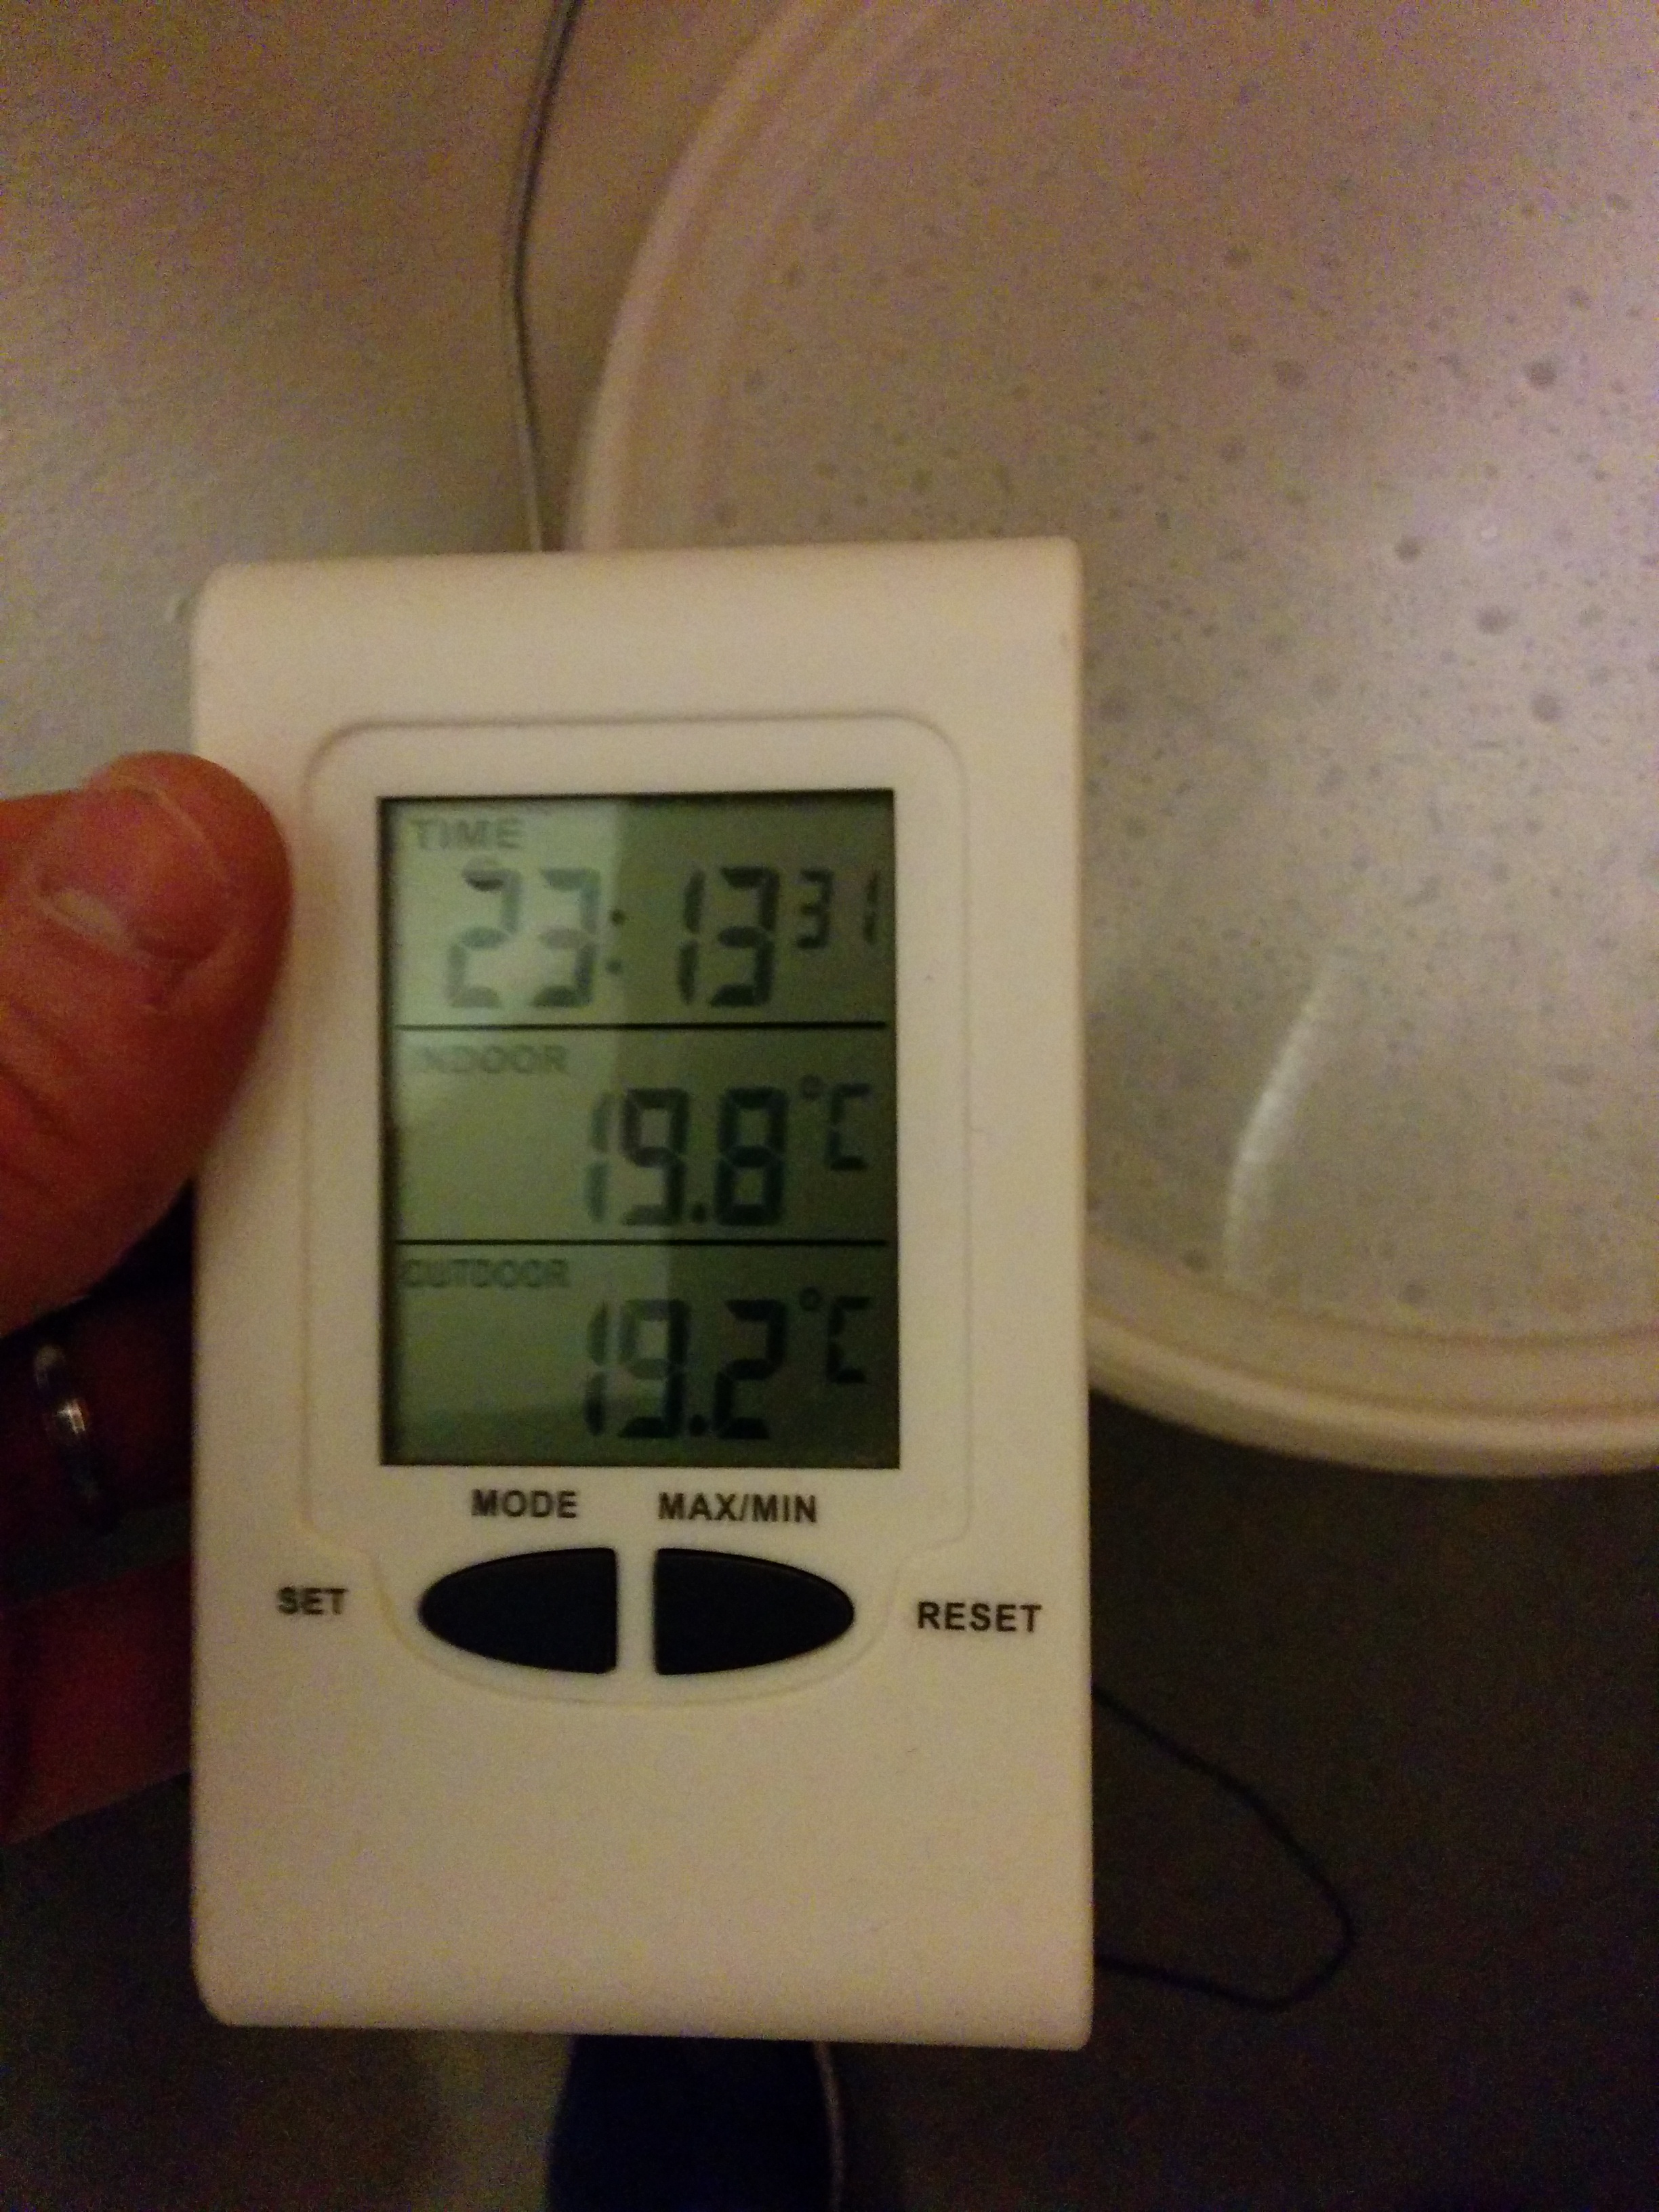 TIME
23:13 31
INDOOR
19.8 °C
OUTDOOR
19.2 °C
MODE MAX/MIN
SET RESET